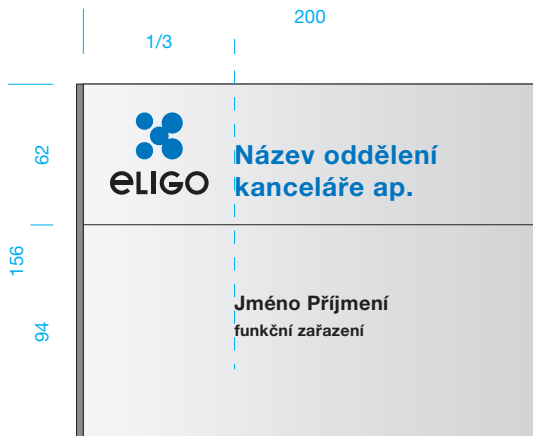 200
1/3
62
156
94
eLIGO
Název oddělení
kanceláře ap.
Jméno Příjmení
funkční zařazení